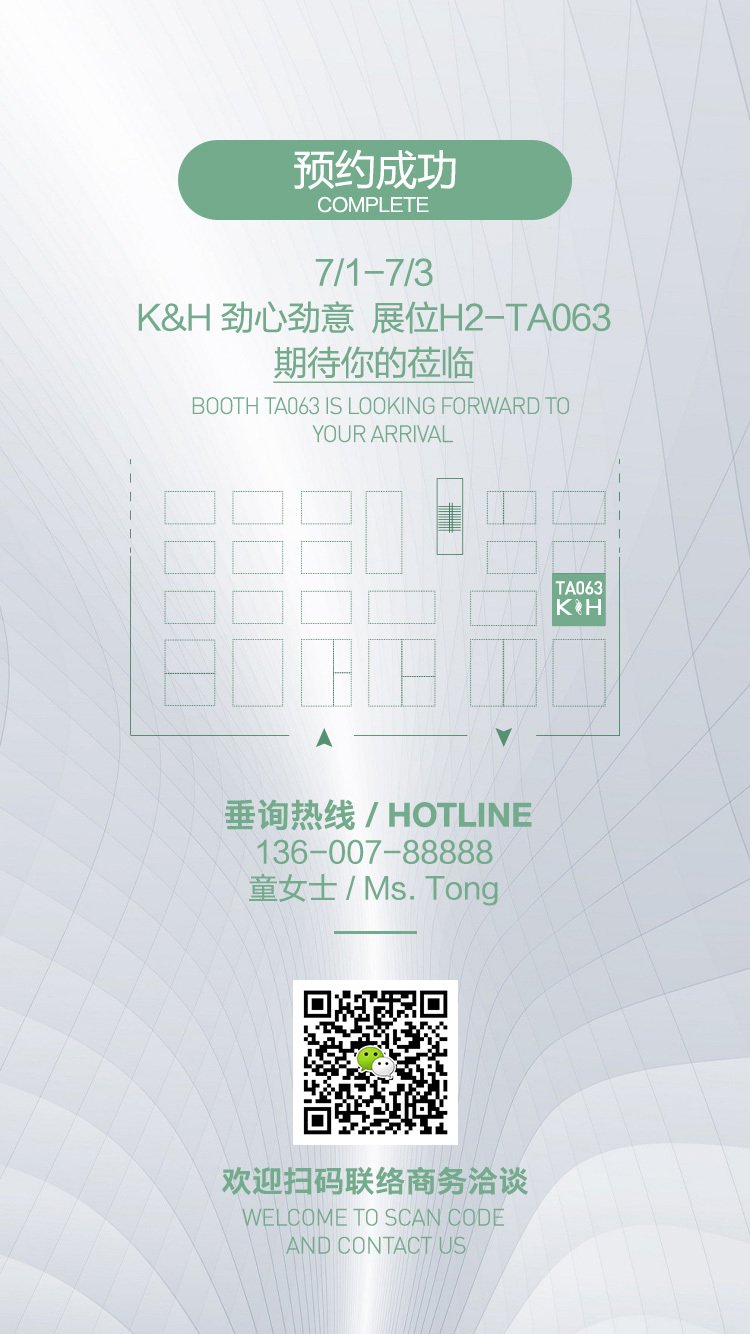 预约成功
COMPLETE
7/1-7/3
K&H 劲心劲意 展位H2-TA063
期待你的莅临
BOOTH TA063 IS LOOKING FORWARD TO
YOUR ARRIVAL
TA063
K H
垂询热线 / HOTLINE
136-007-88888
童女士 / Ms. Tong
欢迎扫码联络商务洽谈
WELCOME TO SCAN CODE
AND CONTACT US